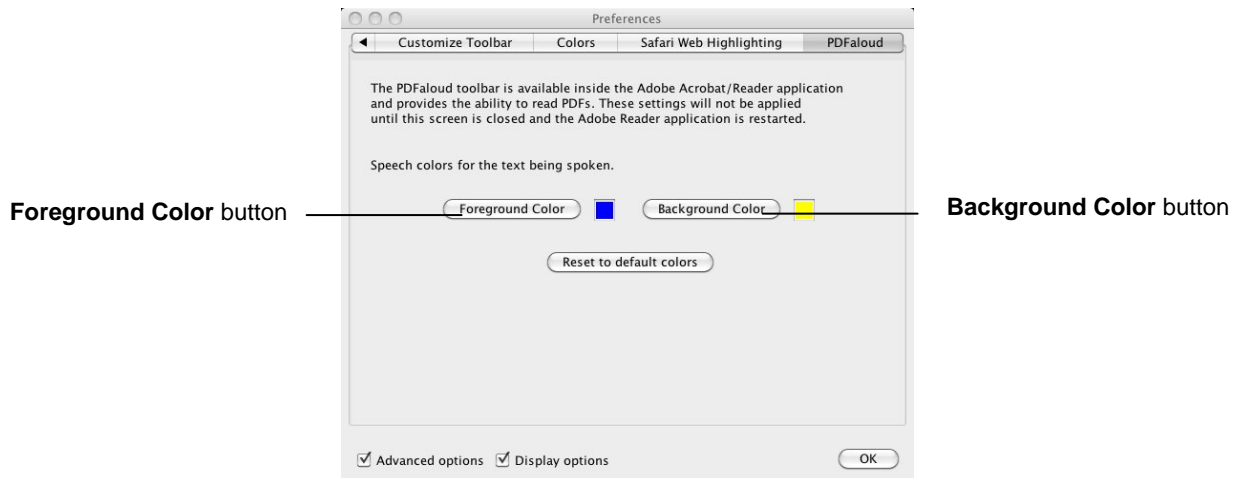 Preferences
Customize Toolbar Colors Safari Web Highlighting PDFaloud
The PDFaloud toolbar is available inside the Adobe Acrobat/Reader application
and provides the ability to read PDFs. These settings will not be applied
until this screen is closed and the Adobe Reader application is restarted.
Speech colors for the text being spoken.
Foreground Color button
Foreground Color
Background Color
Background Color button
Reset to default colors
Advanced options Display options OK